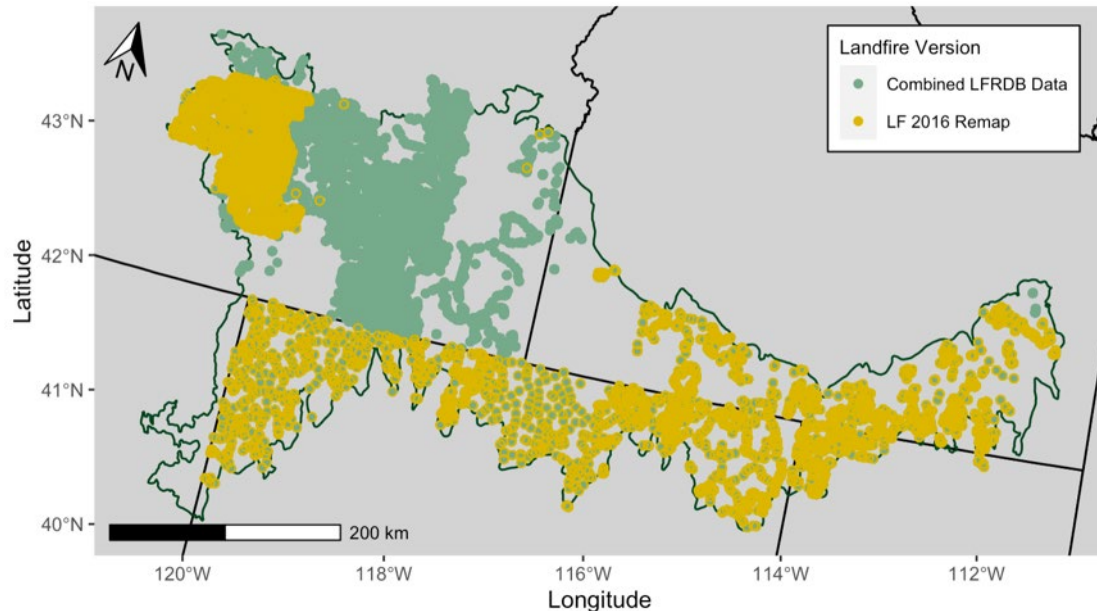 N
Landfire Version
Combined LFRDB Data
LF 2016 Remap
Latitude
43°N
42°N
41°N
40°N
200 km
120°W
118°W
116°W
114°W
112°W
Longitude